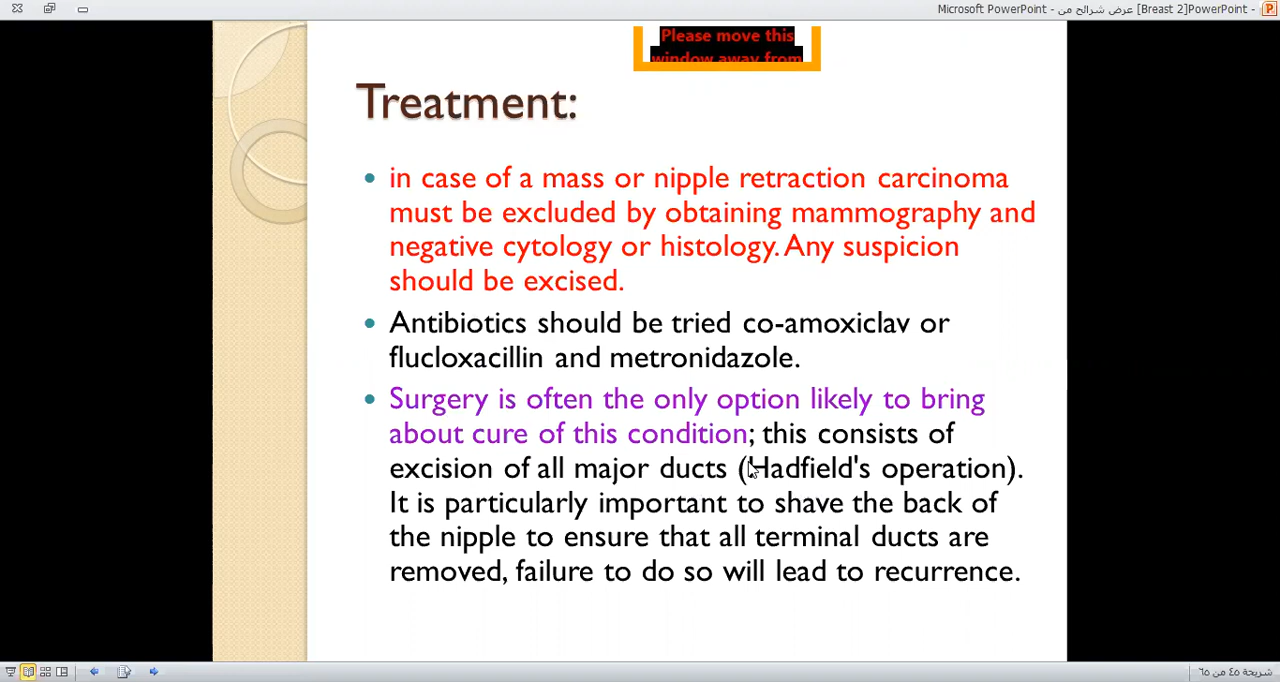 Microsoft PowerPoint - عرض شرائح من PowerPoint[Breast 2] -
Please move this
window away from
Treatment:
• in case of a mass or nipple retraction carcinoma
must be excluded by obtaining mammography and
negative cytology or histology. Any suspicion
should be excised.
• Antibiotics should be tried co-amoxiclav or
flucloxacillin and metronidazole.
• Surgery is often the only option likely to bring
about cure of this condition; this consists of
excision of all major ducts (Hadfield's operation).
It is particularly important to shave the back of
the nipple to ensure that all terminal ducts are
removed, failure to do so will lead to recurrence.
شريحة ٤٥ من ٦٥